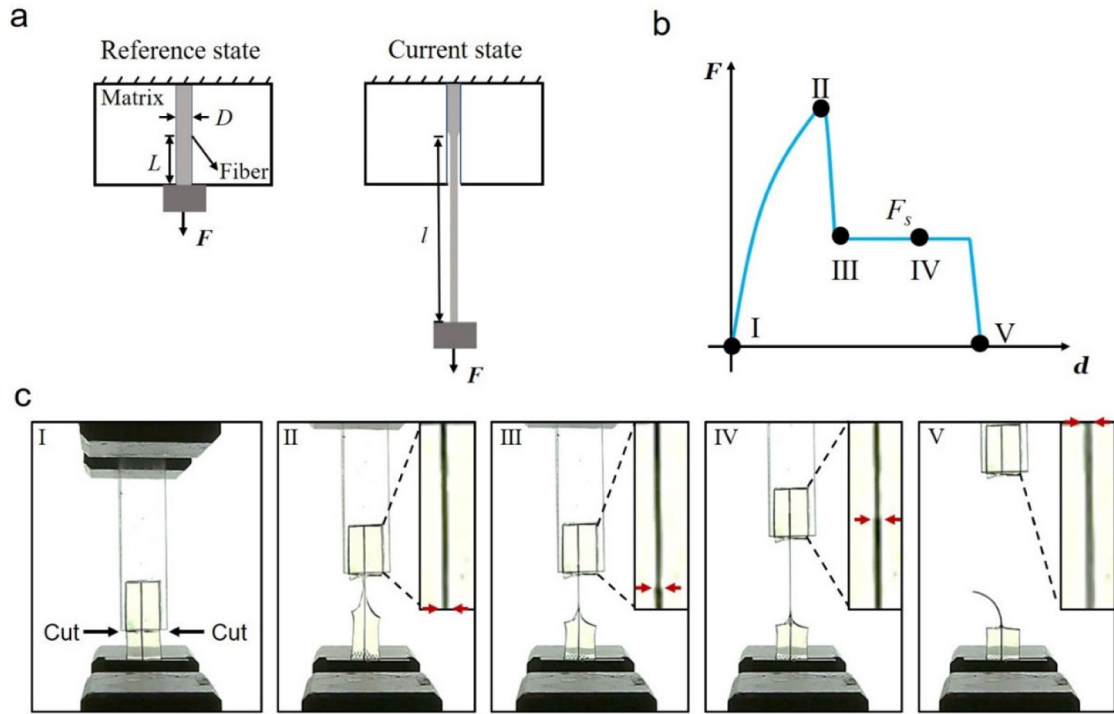 a
Reference state
Matrix
D
L
Fiber
F
Current state
l
F
b
F
II
F_s
III
IV
I
V
d
c
I
Cut
Cut
II
III
IV
V